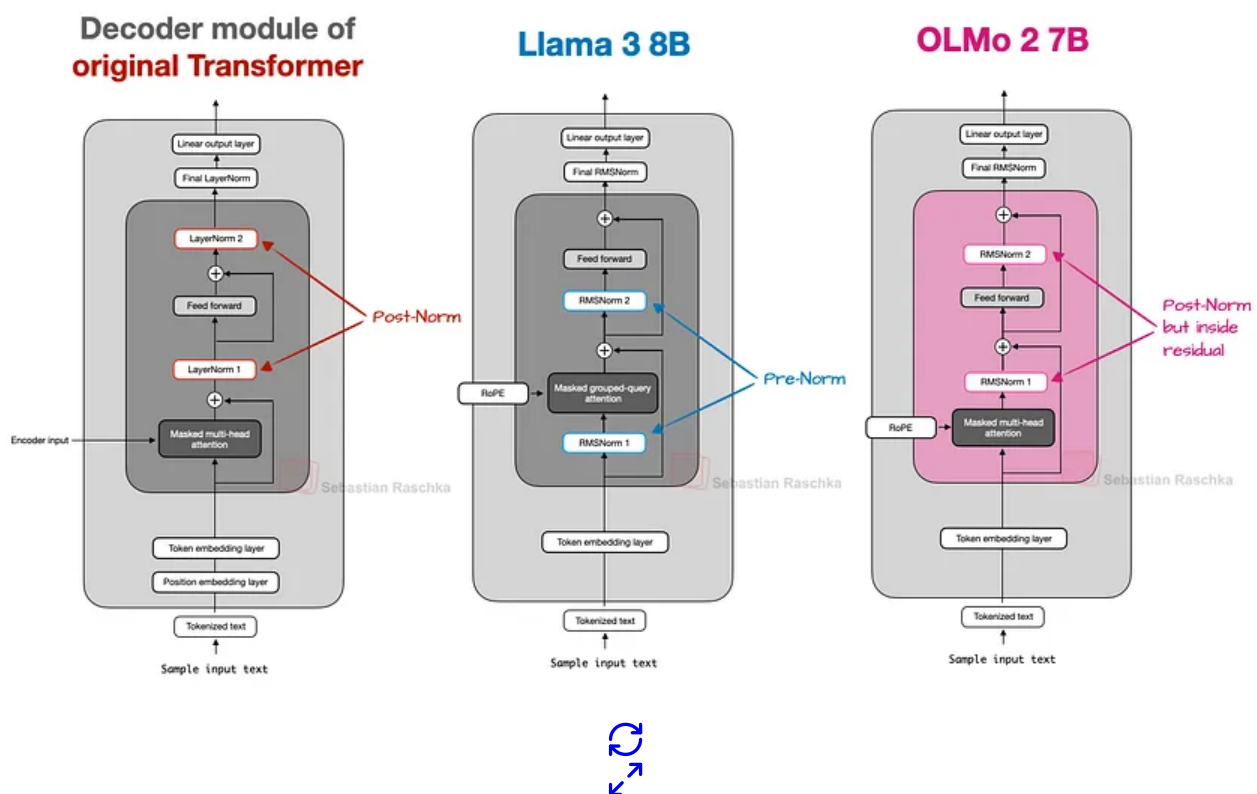 Decoder module of
original Transformer
Linear output layer
Final LayerNorm
LayerNorm 2
Feed forward
Post-Norm
LayerNorm 1
Masked multi-head
attention
Encoder input
Sebastian Raschka
Token embedding layer
Position embedding layer
Tokenized text
Sample input text
Llama 3 8B
Linear output layer
Final RMSNorm
Feed forward
RMSNorm 2
Pre-Norm
Masked grouped-query
attention
RoPE
RMSNorm 1
Sebastian Raschka
Token embedding layer
Tokenized text
Sample input text
OLMo 2 7B
Linear output layer
Final RMSNorm
RMSNorm 2
Feed forward
Post-Norm
but inside
residual
RMSNorm 1
Masked multi-head
attention
RoPE
Sebastian Raschka
Token embedding layer
Tokenized text
Sample input text